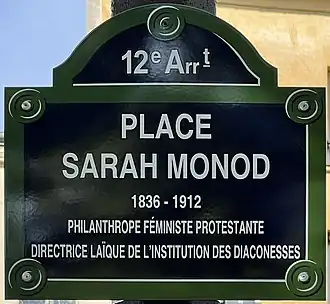 12e Arrt
PLACE
SARAH MONOD
1836 - 1912
PHILANTHROPE FÉMINISTE PROTESTANTE
DIRECTRICE LAÏQUE DE L'INSTITUTION DES DIACONESSES